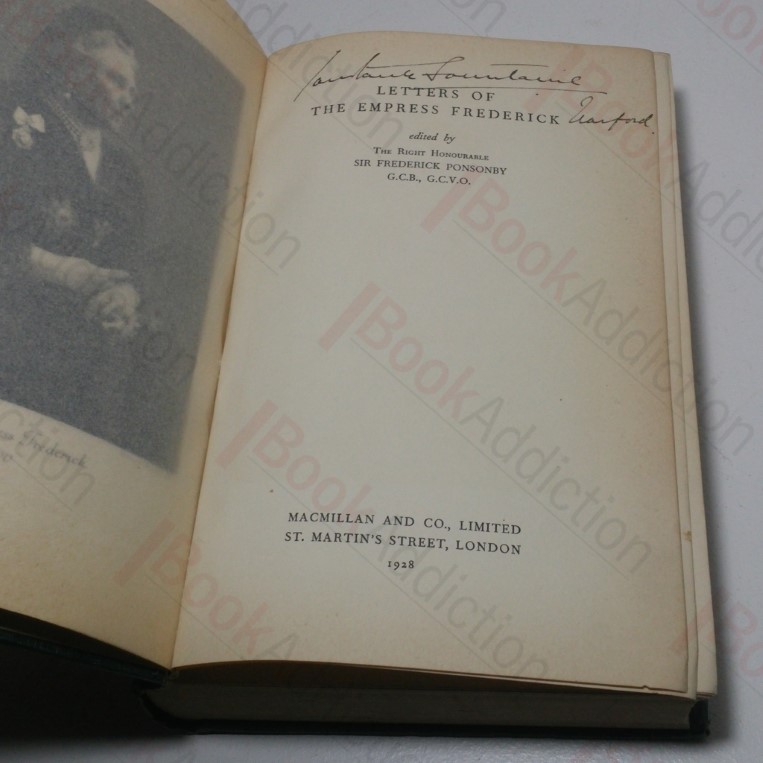 Constance Fountaine
Narford.
LETTERS OF
THE EMPRESS FREDERICK
edited by
THE RIGHT HONOURABLE
SIR FREDERICK PONSONBY
G.C.B., G.C.V.O.
MACMILLAN AND CO., LIMITED
ST. MARTIN'S STREET, LONDON
1928
Frederick
BookAddiction